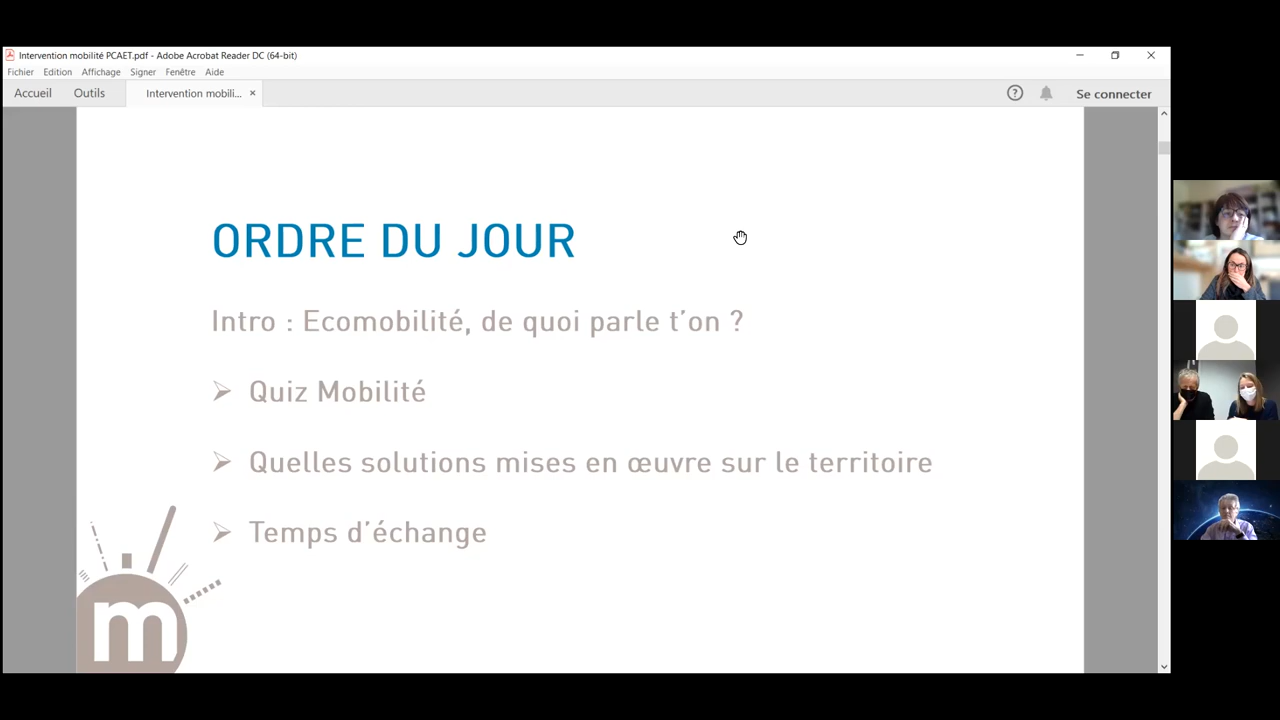 Intervention mobilité PCAET.pdf - Adobe Acrobat Reader DC (64-bit)
Fichier Edition Affichage Signer Fenêtre Aide
Accueil Outils Intervention mobili... × Se connecter
ORDRE DU JOUR
Intro : Ecomobilité, de quoi parle t’on ?
➢ Quiz Mobilité
➢ Quelles solutions mises en œuvre sur le territoire
➢ Temps d’échange
m